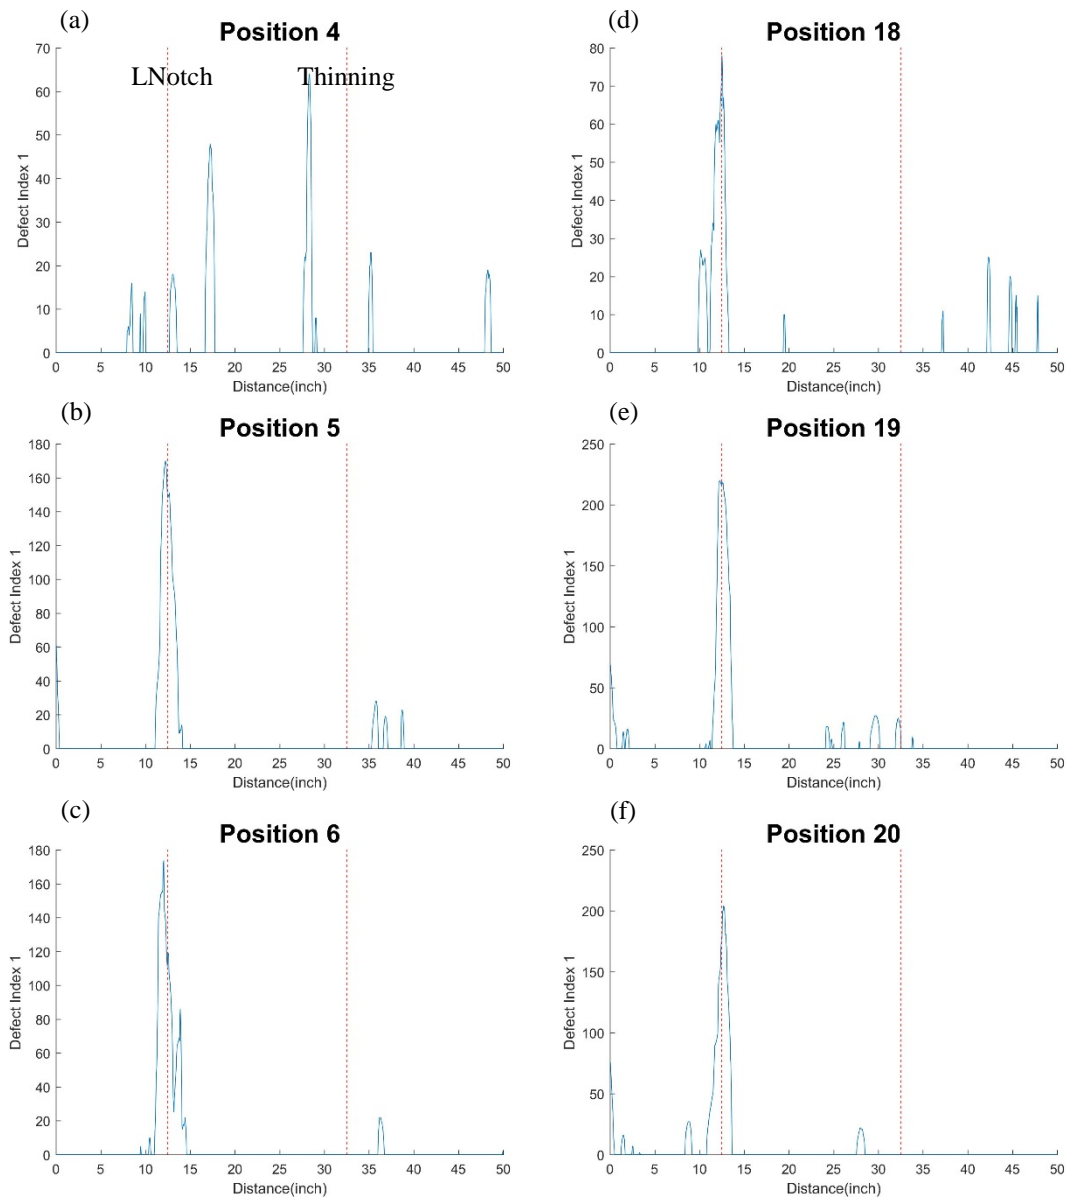 (a)
Position 4
LNotch
Thinning
Defect Index 1
70
60
50
40
30
20
10
0
0 5 10 15 20 25 30 35 40 45 50
Distance(inch)
(d)
Position 18
Defect Index 1
80
70
60
50
40
30
20
10
0
0 5 10 15 20 25 30 35 40 45 50
Distance(inch)
(b)
Position 5
Defect Index 1
180
160
140
120
100
80
60
40
20
0
0 5 10 15 20 25 30 35 40 45 50
Distance(inch)
(e)
Position 19
Defect Index 1
250
200
150
100
50
0
0 5 10 15 20 25 30 35 40 45 50
Distance(inch)
(c)
Position 6
Defect Index 1
180
160
140
120
100
80
60
40
20
0
0 5 10 15 20 25 30 35 40 45 50
Distance(inch)
(f)
Position 20
Defect Index 1
250
200
150
100
50
0
0 5 10 15 20 25 30 35 40 45 50
Distance(inch)